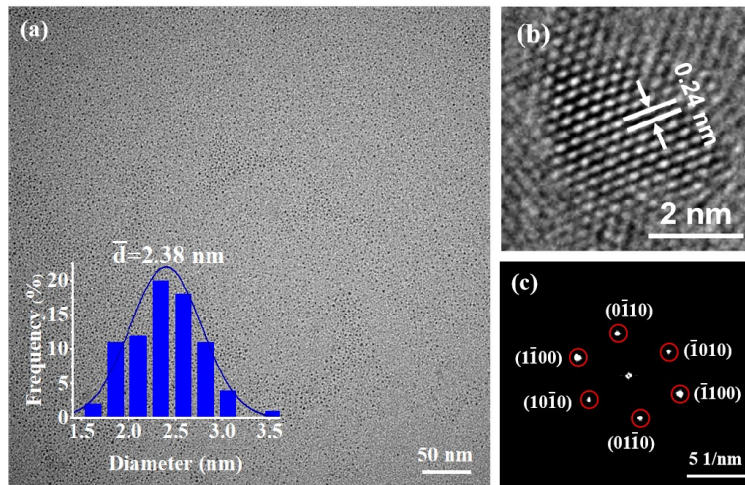 (a)
d̅=2.38 nm
Frequency (%)
20
15
10
5
0
1.5 2.0 2.5 3.0 3.5
Diameter (nm)
50 nm
(b)
0.24 nm
2 nm
(c)
(01̅10)
(11̅00)
(1̅010)
(101̅0)
(1̅100)
(011̅0)
5 1/nm